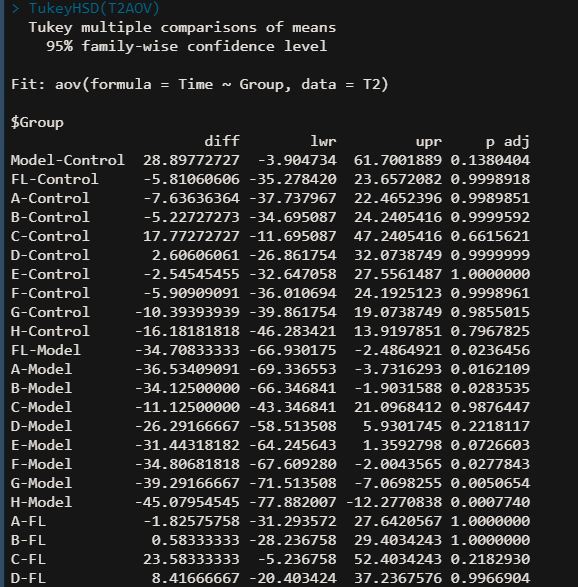 > TukeyHSD(T2AOV)
Tukey multiple comparisons of means
95% family-wise confidence level
Fit: aov(formula = Time ~ Group, data = T2)
$Group
diff lwr upr p adj
Model-Control 28.89772727 -3.904734 61.7001889 0.1380404
FL-Control -5.81060606 -35.278420 23.6572082 0.9998918
A-Control -7.63636364 -37.737967 22.4652396 0.9989851
B-Control -5.22727273 -34.695087 24.2405416 0.9999592
C-Control 17.77272727 -11.695087 47.2405416 0.6615621
D-Control 2.60606061 -26.861754 32.0738749 0.9999999
E-Control -2.54545455 -32.647058 27.5561487 1.0000000
F-Control -5.90909091 -36.010694 24.1925123 0.9998961
G-Control -10.39393939 -39.861754 19.0738749 0.9855015
H-Control -16.18181818 -46.283421 13.9197851 0.7967825
FL-Model -34.70833333 -66.930175 -2.4864921 0.0236456
A-Model -36.53409091 -69.336553 -3.7316293 0.0162109
B-Model -34.12500000 -66.346841 -1.9031588 0.0283535
C-Model -11.12500000 -43.346841 21.0968412 0.9876447
D-Model -26.29166667 -58.513508 5.9301745 0.2218117
E-Model -31.44318182 -64.245643 1.3592798 0.0726603
F-Model -34.80681818 -67.609280 -2.0043565 0.0277843
G-Model -39.29166667 -71.513508 -7.0698255 0.0050654
H-Model -45.07954545 -77.882007 -12.2770838 0.0007740
A-FL -1.82575758 -31.293572 27.6420567 1.0000000
B-FL 0.58333333 -28.236758 29.4034243 1.0000000
C-FL 23.58333333 -5.236758 52.4034243 0.2182930
D-FL 8.41666667 -20.403424 37.2367576 0.9966904